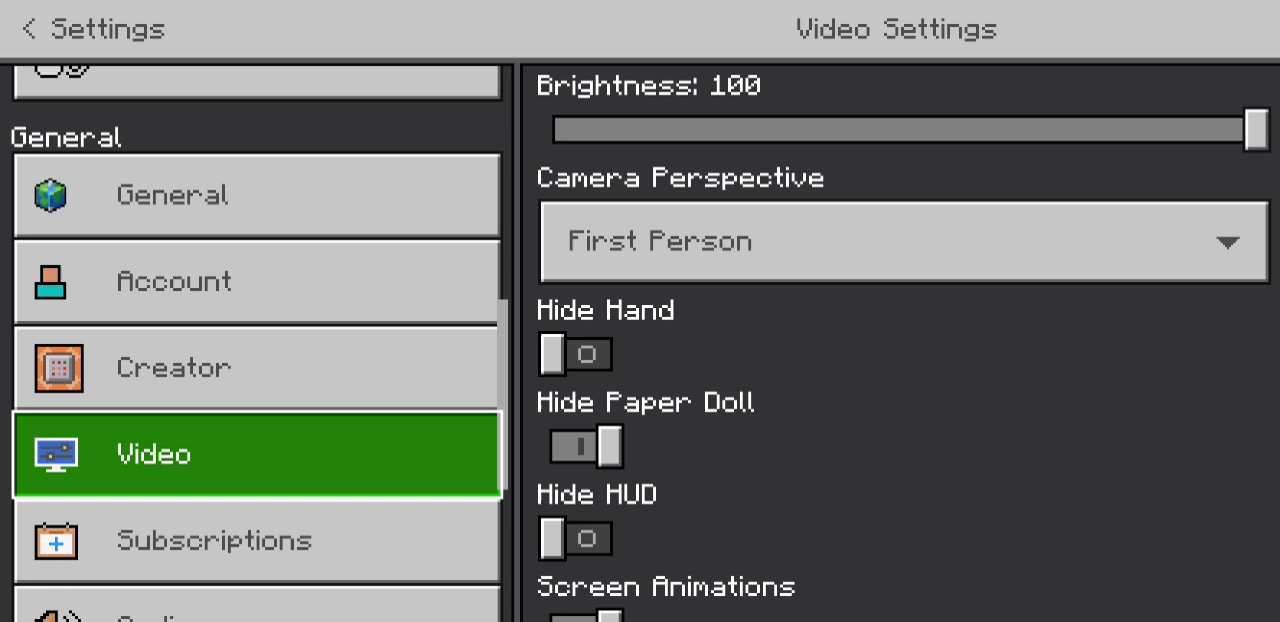 < Settings
Video Settings
General
General
Account
Creator
Video
Subscriptions
Brightness: 100
Camera Perspective
First Person
Hide Hand
Hide Paper Doll
Hide HUD
Screen Animations